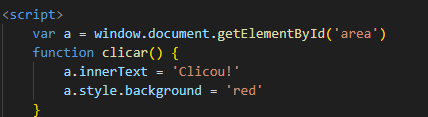 <script>
var a = window.document.getElementById('area')
function clicar() {
a.innerText = 'Clicou!'
a.style.background = 'red'
}